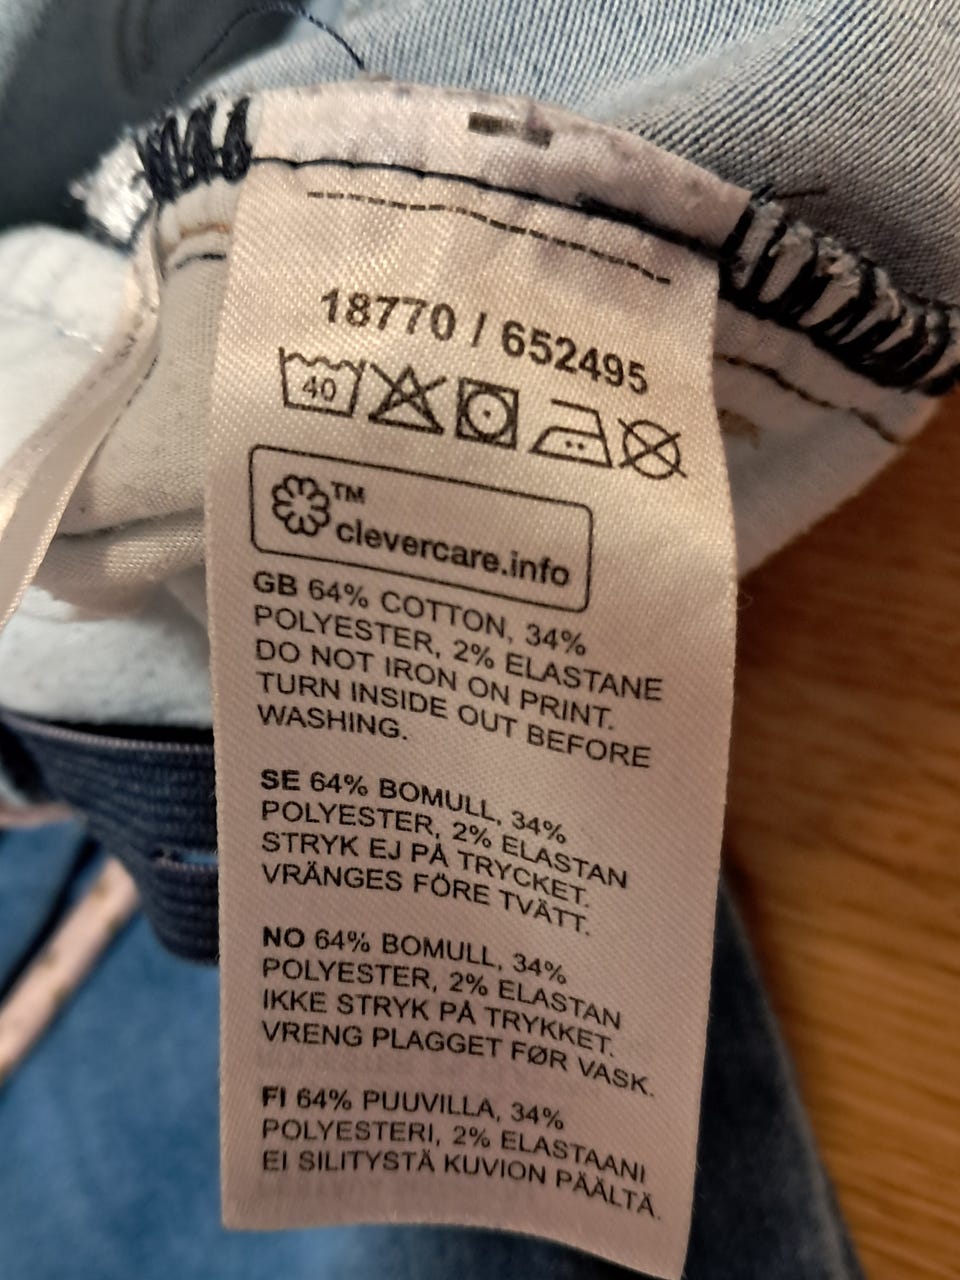 18770 / 652495
40
TM
clevercare.info
GB 64% COTTON, 34%
POLYESTER, 2% ELASTANE
DO NOT IRON ON PRINT.
TURN INSIDE OUT BEFORE
WASHING.
SE 64% BOMULL, 34%
POLYESTER, 2% ELASTAN
STRYK EJ PÅ TRYCKET.
VRÄNGES FÖRE TVÄTT.
NO 64% BOMULL, 34%
POLYESTER, 2% ELASTAN
IKKE STRYK PÅ TRYKKET.
VRENG PLAGGET FØR VASK.
FI 64% PUUVILLA, 34%
POLYESTERI, 2% ELASTAANI
EI SILITYSTÄ KUVION PÄÄLTÄ.